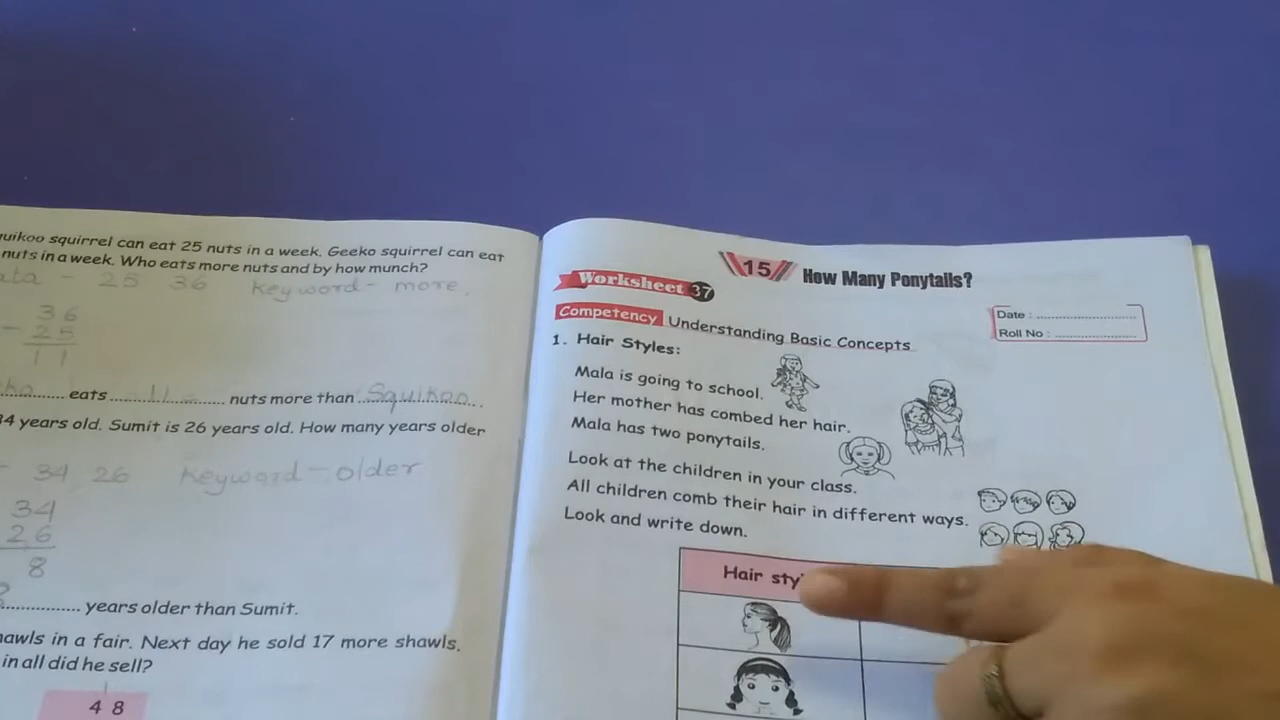 quikoo squirrel can eat 25 nuts in a week. Geeko squirrel can eat
nuts in a week. Who eats more nuts and by how munch?
ata - 25 36 keyword - more.
36
- 25
11
eats 11 nuts more than Squikoo
34 years old. Sumit is 26 years old. How many years older
- 34 26 Keyword - older
34
26
8
years older than Sumit.
hawls in a fair. Next day he sold 17 more shawls.
in all did he sell?
1
48
15 How Many Ponytails?
Worksheet 37
Competency Understanding Basic Concepts
Date :
Roll No :
1. Hair Styles:
Mala is going to school.
Her mother has combed her hair.
Mala has two ponytails.
Look at the children in your class.
All children comb their hair in different ways.
Look and write down.
Hair sty